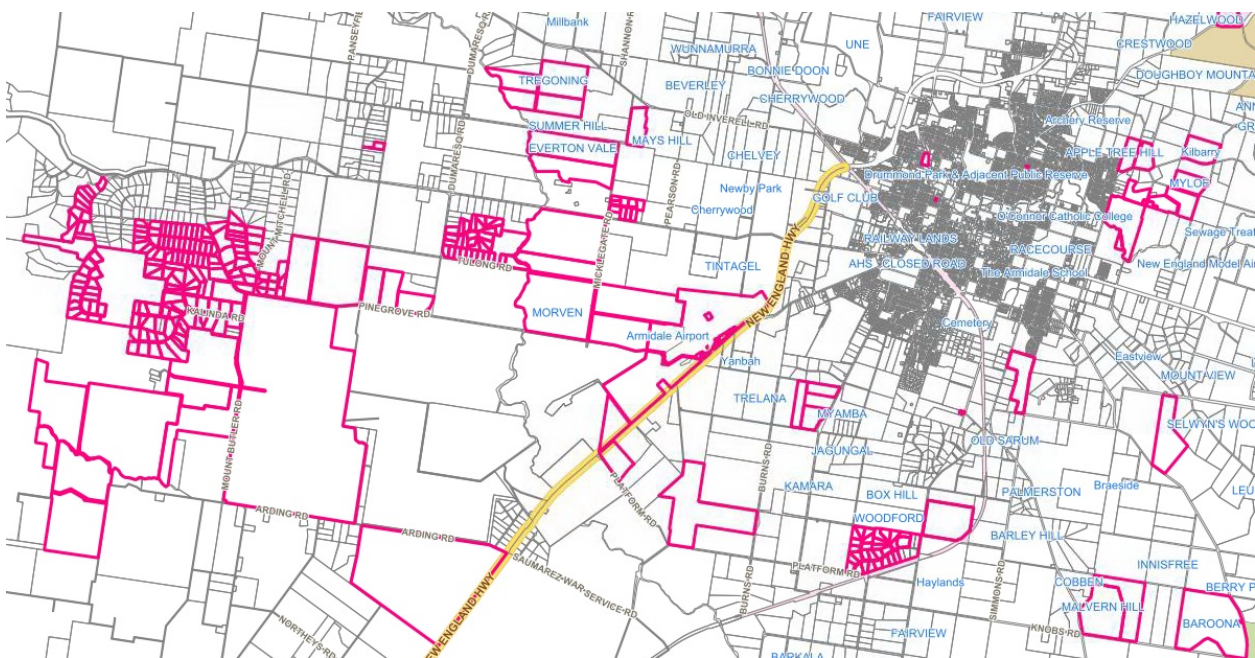 Millbank
FAIRVIEW
HAZELWOOD
CRESTWOOD
UNE
WUNNAMURRA
BONNIE DOON
DOUGHBOY MOUNTA
TREGONING
BEVERLEY
CHERRYWOOD
DUMARESQ RD
SHANNON
Archery Reserve
OLD INVERELL RD
SUMMER HILL
MAYS HILL
EVERTON VALE
CHELVEY
APPLE TREE HILL
Kilbarry
DUMARESQ RD
Drummond Park & Adjacent Public Reserve
Newby Park
GOLF CLUB
PEARSON RD
Cherrywood
O'Connor Catholic College
MOUNT MITCHELL RD
Sewage Treat
RAILWAY LANDS
RACECOURSE
MICKLEGATE RD
TULONG RD
TINTAGEL
AHS - CLOSED ROAD
New England Model Air
The Armidale School
NEW ENGLAND HWY
KALINDA RD
PINEGROVE RD
MORVEN
Cemetery
Armidale Airport
Yanbah
Eastview
MOUNT VIEW
TRELANA
MYAMBA
SELWYN'S WOO
MOUNT BUTLER RD
OLD SARUM
JAGUNGAL
BURNS RD
KAMARA
BOX HILL
PALMERSTON
Braeside
LEU
PLATFORM RD
ARDING RD
WOODFORD
ARDING RD
BARLEY HILL
SAUMAREZ WAR SERVICE RD
PLATFORM RD
INNISFREE
Haylands
COBBEN
BERRY P
BURNS RD
SIMMONS RD
MALVERN HILL
NEW ENGLAND HWY
NORTHEYS RD
FAIRVIEW
KNOBS RD
BAROONA
BARKALA